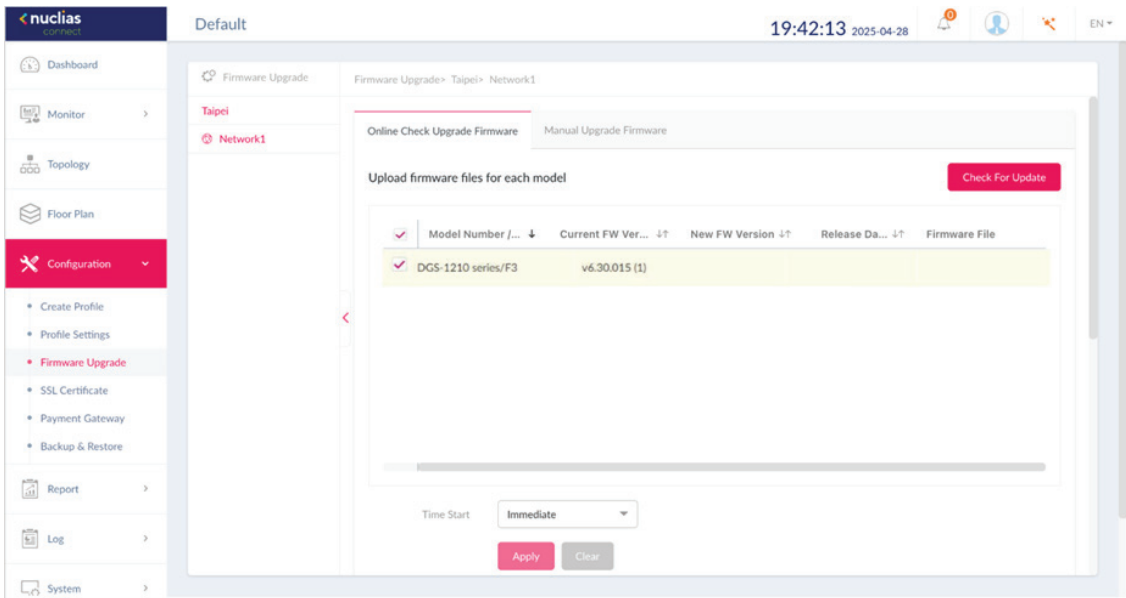 nuclias
connect
Default
19:42:13 2025-04-28
0
EN
Dashboard
Monitor
Topology
Floor Plan
Configuration
Create Profile
Profile Settings
Firmware Upgrade
SSL Certificate
Payment Gateway
Backup & Restore
Report
Log
System
Firmware Upgrade
Taipei
Network1
Firmware Upgrade> Taipei> Network1
Online Check Upgrade Firmware
Manual Upgrade Firmware
Upload firmware files for each model
Check For Update
Model Number /... Current FW Ver... New FW Version Release Da... Firmware File
DGS-1210 series/F3 v6.30.015 (1)
Time Start Immediate
Apply Clear